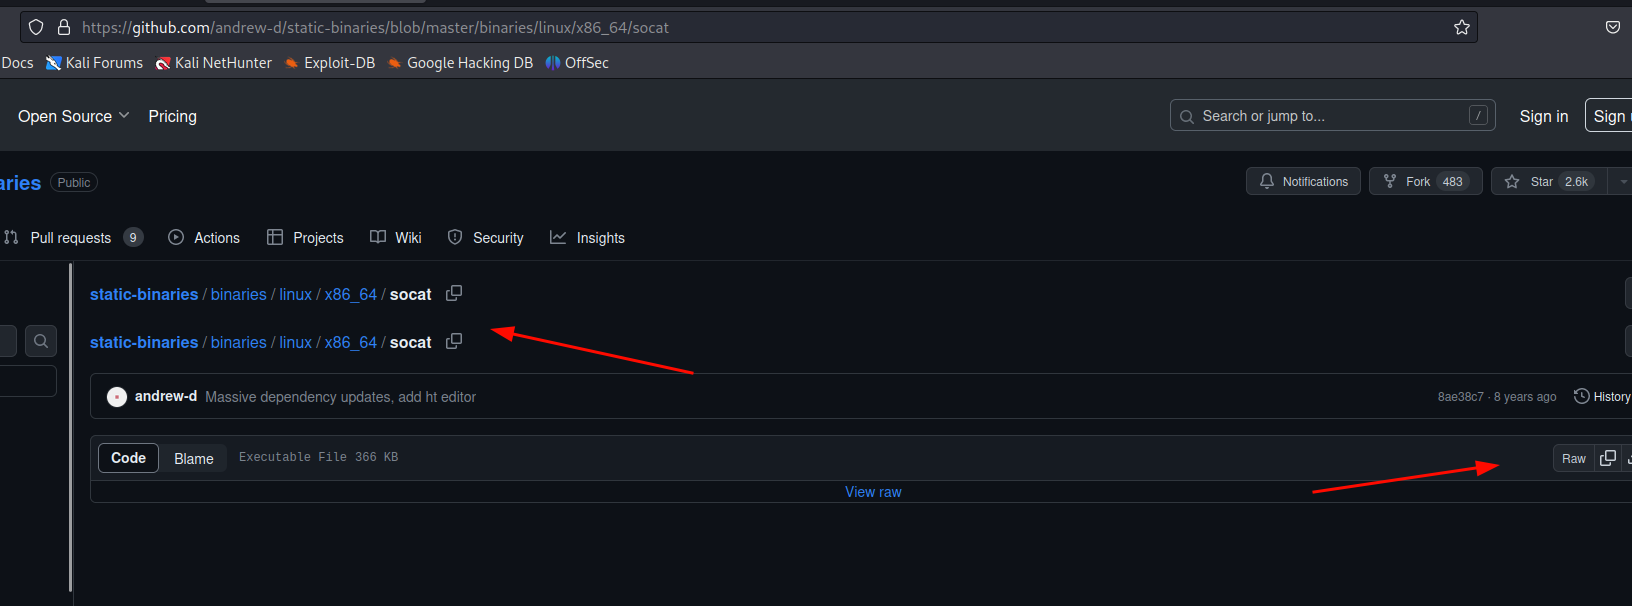 https://github.com/andrew-d/static-binaries/blob/master/binaries/linux/x86_64/socat
Docs Kali Forums Kali NetHunter Exploit-DB Google Hacking DB OffSec
Open Source Pricing Search or jump to... / Sign in Sign
aries Public Notifications Fork 483 Star 2.6k
Pull requests 9 Actions Projects Wiki Security Insights
static-binaries / binaries / linux / x86_64 / socat
static-binaries / binaries / linux / x86_64 / socat
andrew-d Massive dependency updates, add ht editor 8ae38c7 · 8 years ago History
Code Blame Executable File 366 KB Raw
View raw